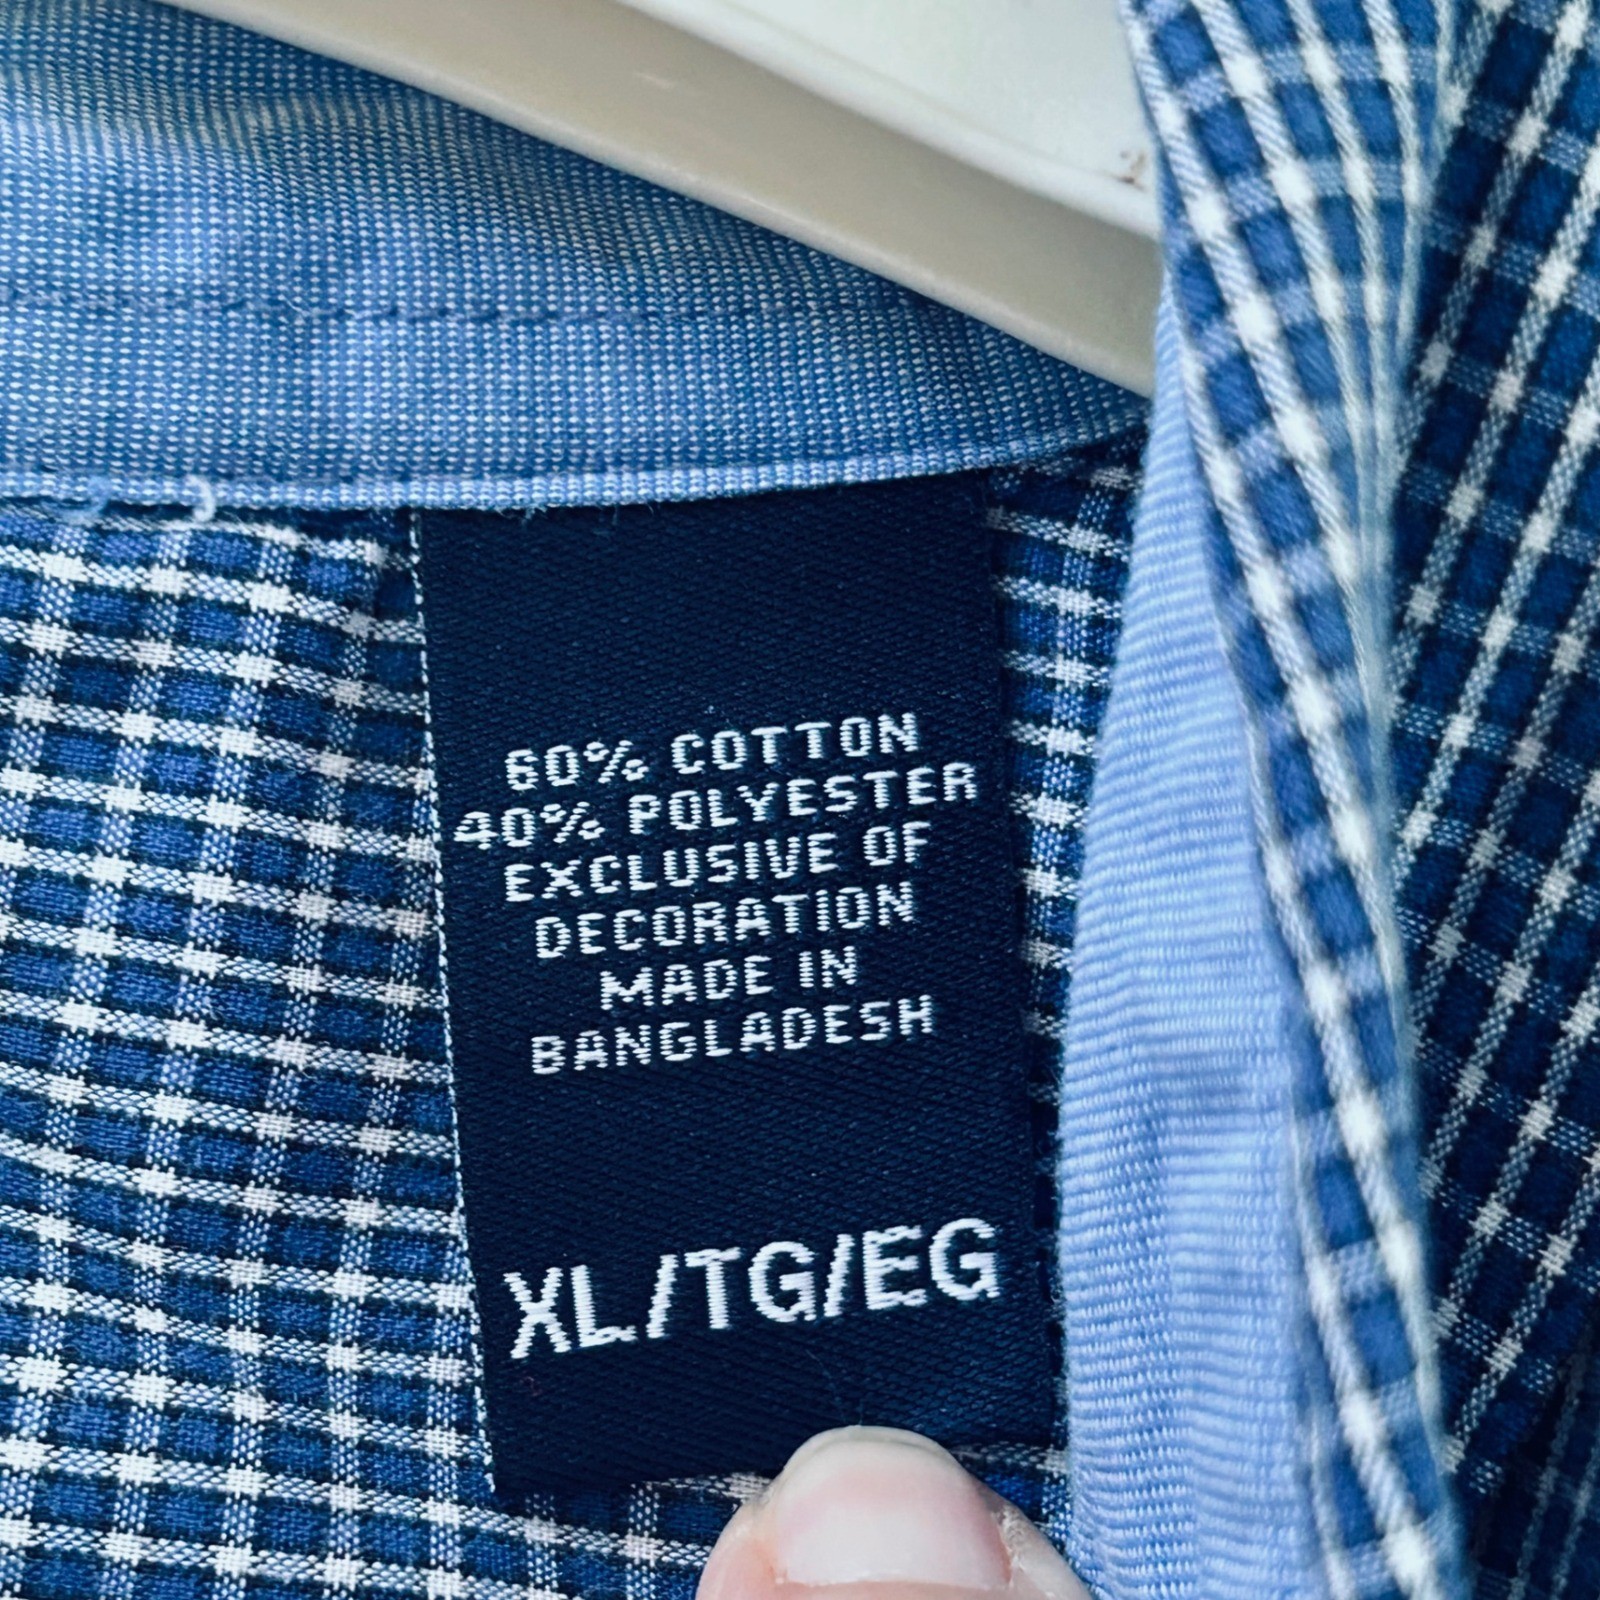 60% COTTON
40% POLYESTER
EXCLUSIVE OF
DECORATION
MADE IN
BANGLADESH
XL/TG/EG